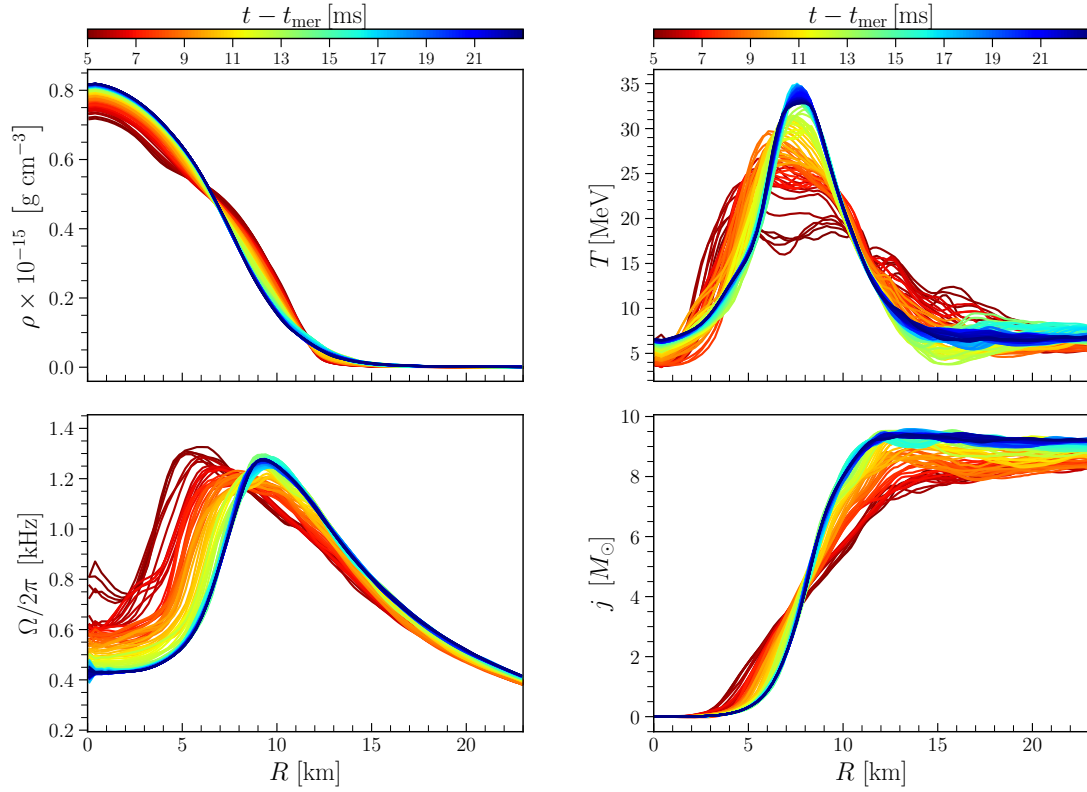 t − t_mer [ms]
5 7 9 11 13 15 17 19 21
t − t_mer [ms]
5 7 9 11 13 15 17 19 21
ρ × 10^−15 [g cm^−3]
0.8
0.6
0.4
0.2
0.0
T [MeV]
35
30
25
20
15
10
5
Ω/2π [kHz]
1.4
1.2
1.0
0.8
0.6
0.4
0.2
0 5 10 15 20
R [km]
j [M_⊙]
10
8
6
4
2
0
0 5 10 15 20
R [km]